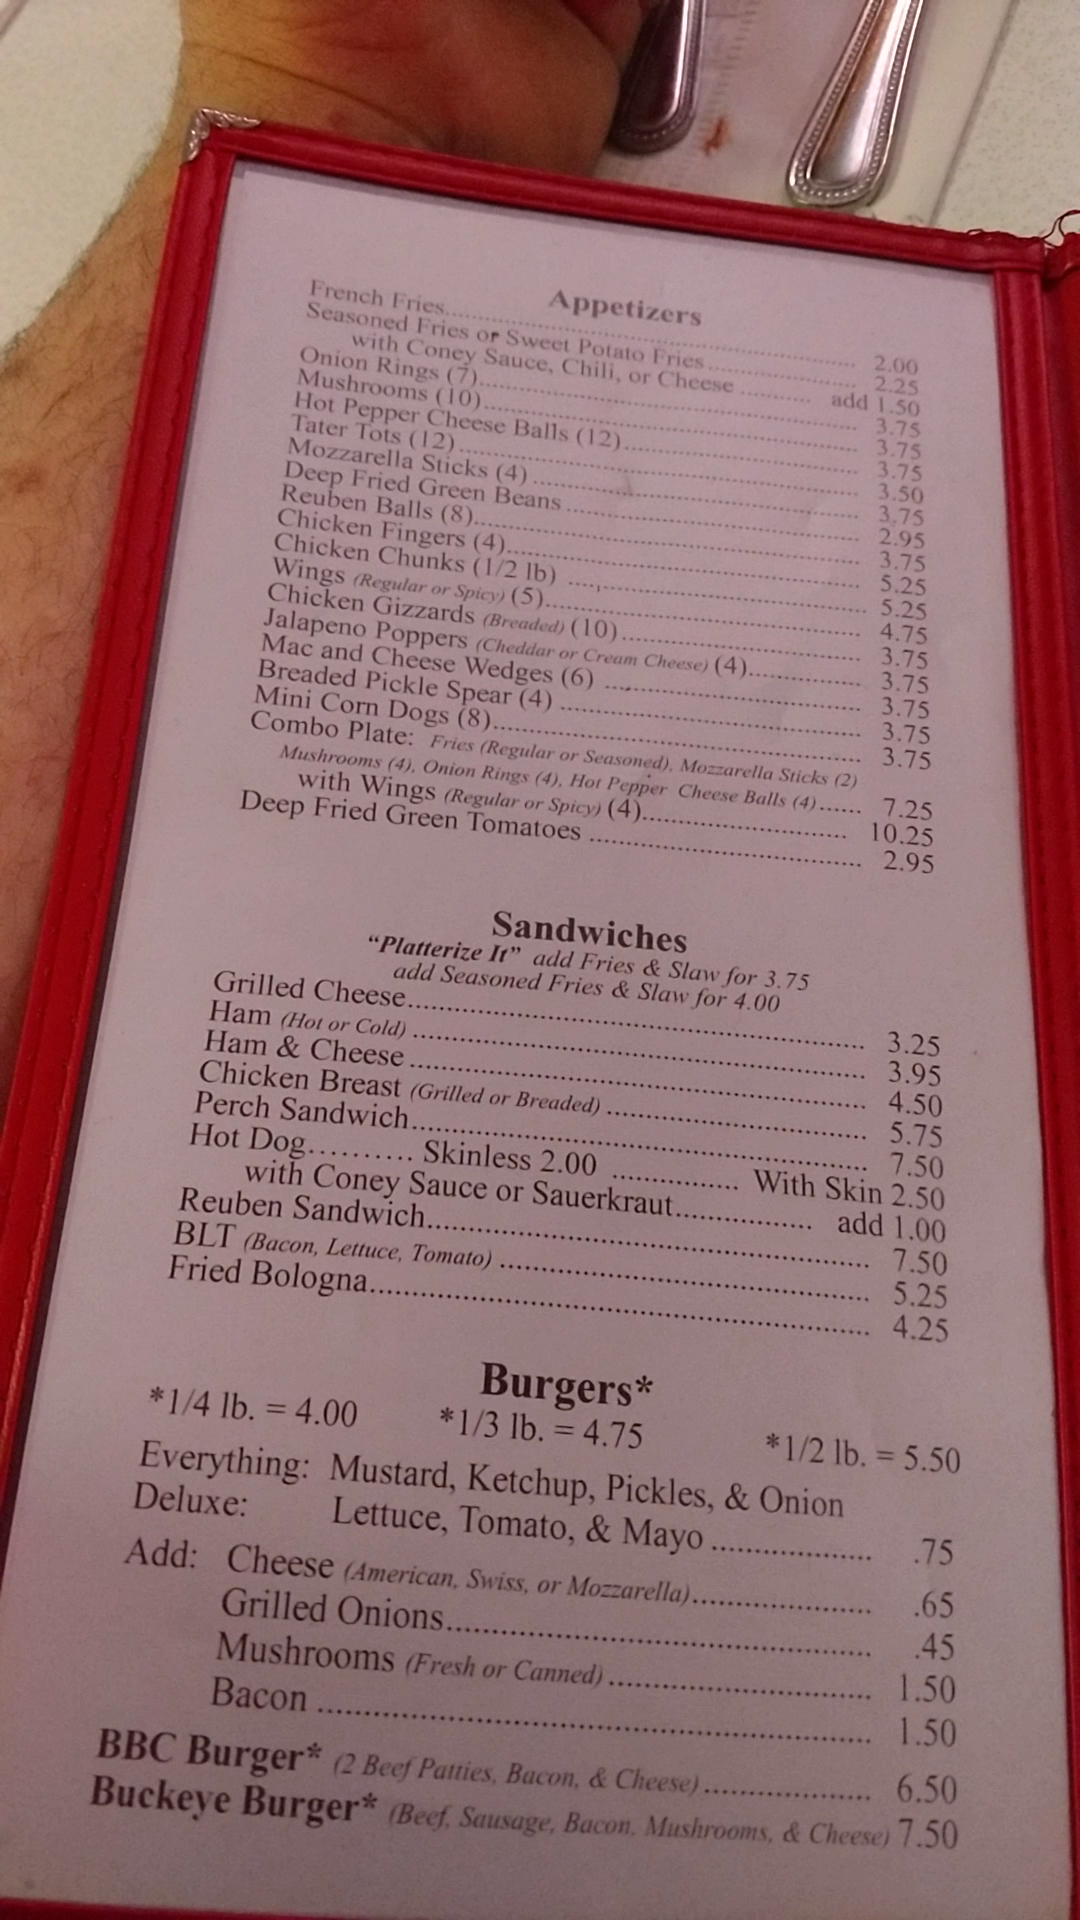 Appetizers
French Fries.................................................. 2.00
Seasoned Fries or Sweet Potato Fries................ 2.25
with Coney Sauce, Chili, or Cheese .......... add 1.50
Onion Rings (7).................................................. 3.75
Mushrooms (10).................................................. 3.75
Hot Pepper Cheese Balls (12)............................. 3.75
Tater Tots (12).................................................. 3.50
Mozzarella Sticks (4) .......................................... 3.75
Deep Fried Green Beans ..................................... 2.95
Reuben Balls (8).................................................. 3.75
Chicken Fingers (4)............................................. 5.25
Chicken Chunks (1/2 lb) ..................................... 5.25
Wings (Regular or Spicy) (5)................................ 4.75
Chicken Gizzards (Breaded) (10)........................ 3.75
Jalapeno Poppers (Cheddar or Cream Cheese) (4)............ 3.75
Mac and Cheese Wedges (6) ............................. 3.75
Breaded Pickle Spear (4) ..................................... 3.75
Mini Corn Dogs (8)............................................. 3.75
Combo Plate: Fries (Regular or Seasoned), Mozzarella Sticks (2)
Mushrooms (4), Onion Rings (4), Hot Pepper Cheese Balls (4)...... 7.25
with Wings (Regular or Spicy) (4)........................ 10.25
Deep Fried Green Tomatoes ................................ 2.95
Sandwiches
“Platterize It” add Fries & Slaw for 3.75
add Seasoned Fries & Slaw for 4.00
Grilled Cheese.................................................. 3.25
Ham (Hot or Cold) ............................................. 3.95
Ham & Cheese .................................................. 4.50
Chicken Breast (Grilled or Breaded) ........................ 5.75
Perch Sandwich.................................................. 7.50
Hot Dog.......... Skinless 2.00 ................ With Skin 2.50
with Coney Sauce or Sauerkraut................ add 1.00
Reuben Sandwich............................................. 7.50
BLT (Bacon, Lettuce, Tomato) ................................ 5.25
Fried Bologna.................................................. 4.25
Burgers*
*1/4 lb. = 4.00 *1/3 lb. = 4.75 *1/2 lb. = 5.50
Everything: Mustard, Ketchup, Pickles, & Onion
Deluxe: Lettuce, Tomato, & Mayo .................... .75
Add: Cheese (American, Swiss, or Mozzarella)...................... .65
Grilled Onions............................................. .45
Mushrooms (Fresh or Canned) ............................. 1.50
Bacon .................................................. 1.50
BBC Burger* (2 Beef Patties, Bacon, & Cheese)................... 6.50
Buckeye Burger* (Beef, Sausage, Bacon, Mushrooms, & Cheese) 7.50